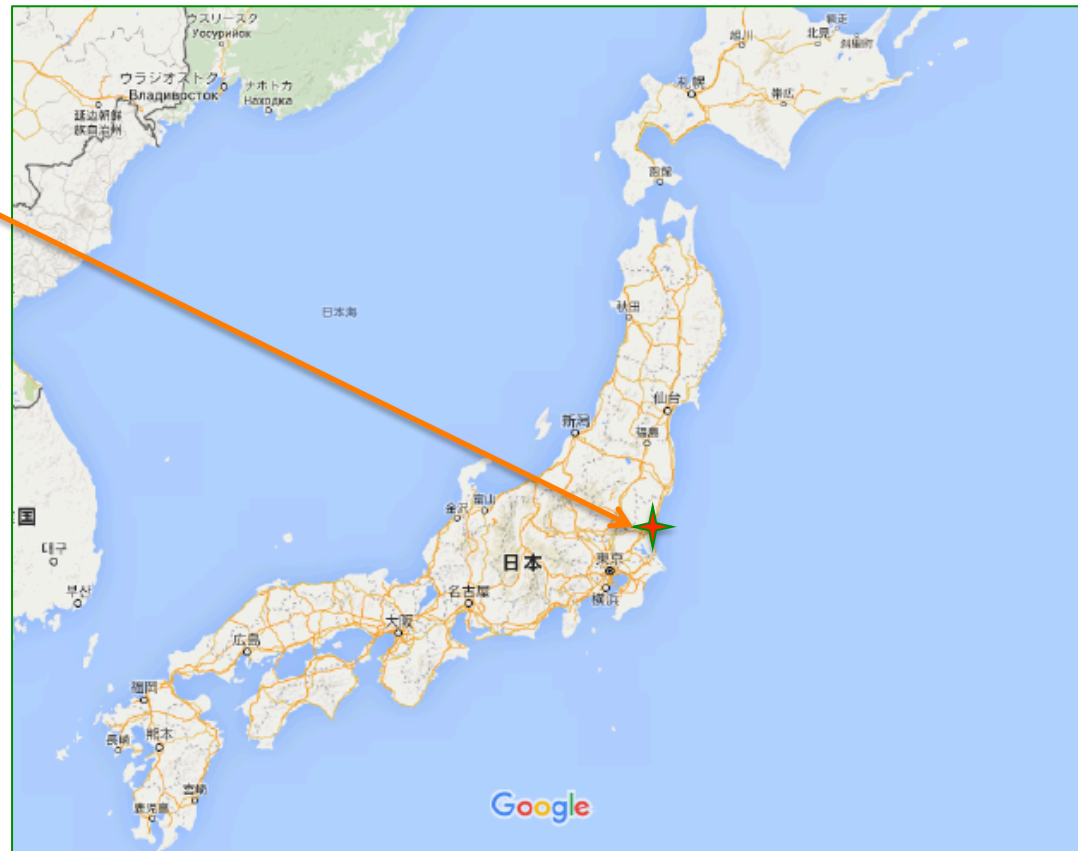 ウスリースク
Уссурийск
ウラジオストク
Владивосток
ナホトカ
Находка
延辺朝鮮
族自治州
旭川
北見
網走
斜里町
札幌
帯広
函館
日本海
秋田
仙台
新潟
福島
富山
金沢
国
대구
부산
日本
東京
横浜
名古屋
大阪
広島
福岡
長崎
熊本
宮崎
鹿児島
Google